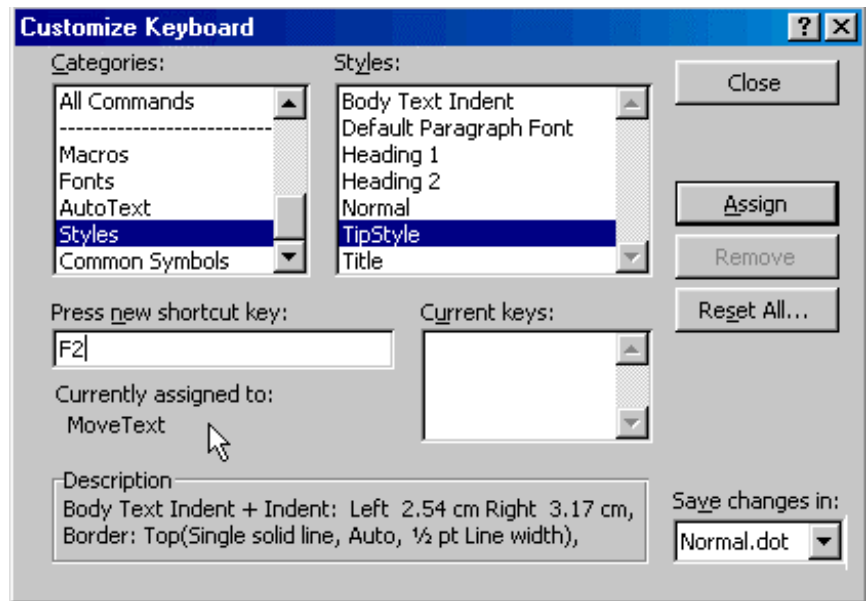 Customize Keyboard
Categories:
Styles:
All Commands
--------------------------
Macros
Fonts
AutoText
Styles
Common Symbols
Body Text Indent
Default Paragraph Font
Heading 1
Heading 2
Normal
TipStyle
Title
Close
Assign
Remove
Reset All...
Press new shortcut key:
F2
Current keys:
Currently assigned to:
MoveText
Description
Body Text Indent + Indent: Left 2.54 cm Right 3.17 cm,
Border: Top(Single solid line, Auto, ½ pt Line width),
Save changes in:
Normal.dot